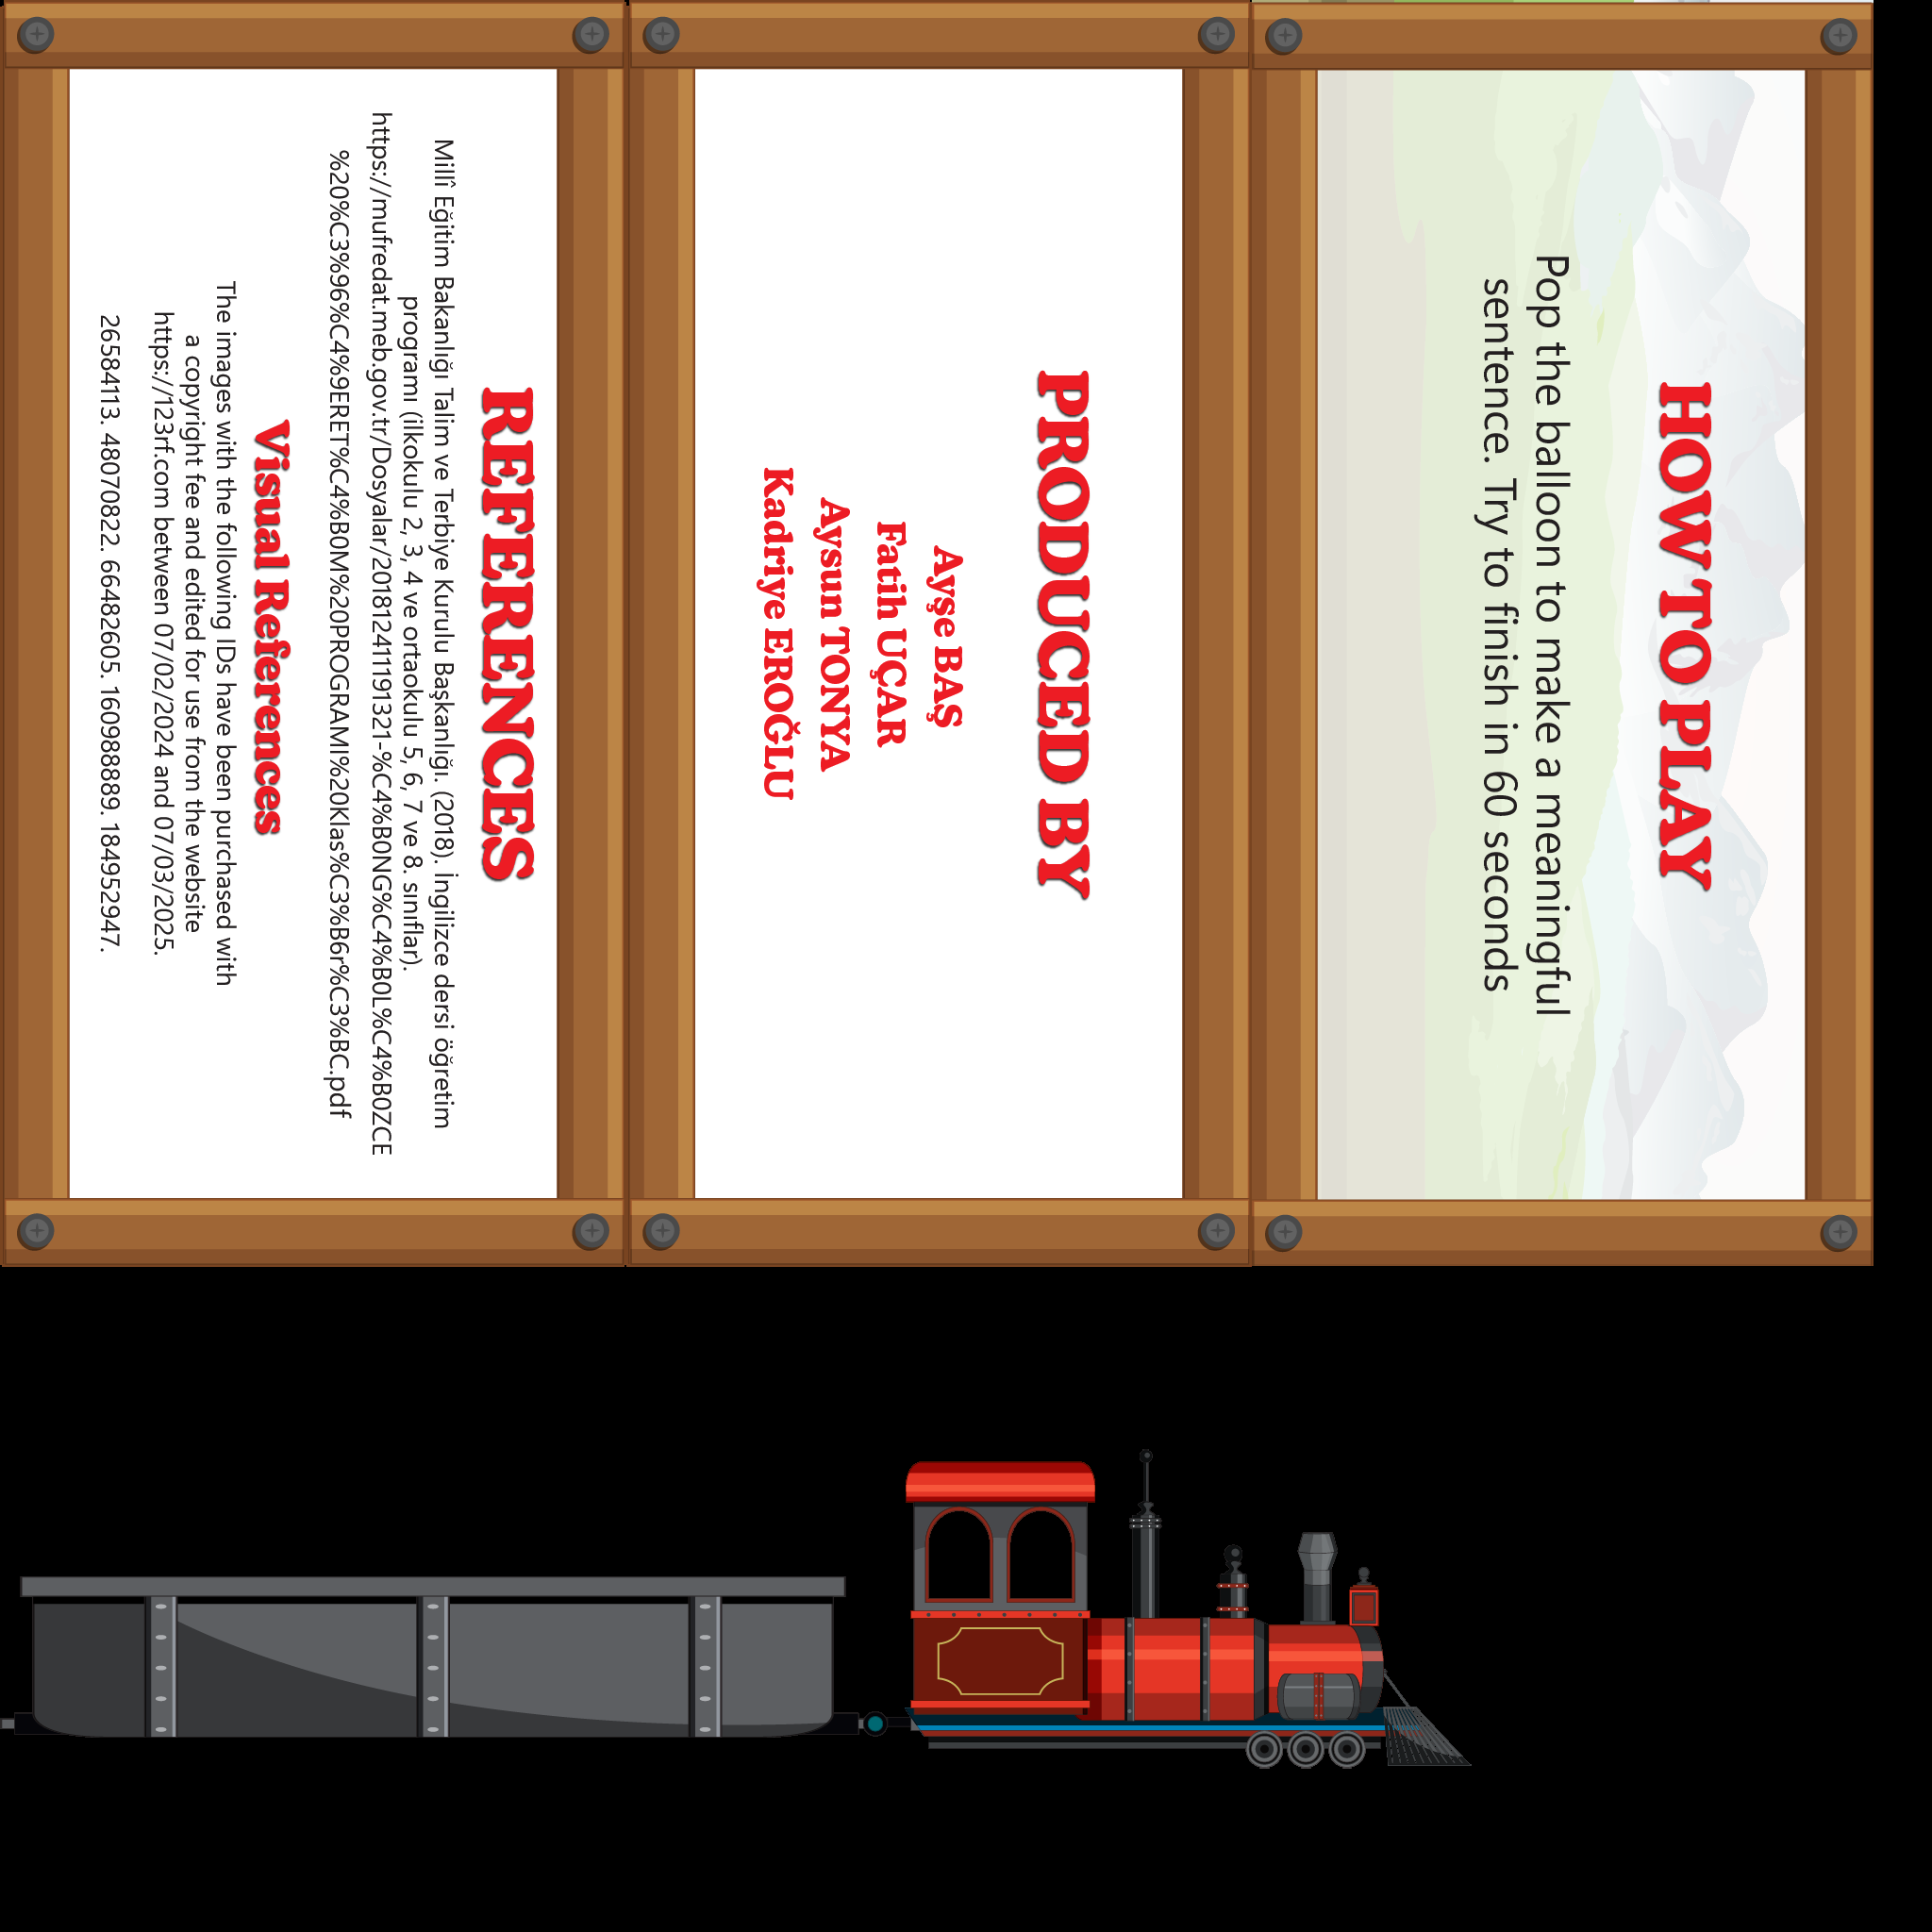 HOW TO PLAY
Pop the balloon to make a meaningful
sentence. Try to finish in 60 seconds
PRODUCED BY
Ayşe BAŞ
Fatih UÇAR
Aysun TONYA
Kadriye EROĞLU
REFERENCES
Millî Eğitim Bakanlığı Talim ve Terbiye Kurulu Başkanlığı. (2018). İngilizce dersi öğretim
programı (ilkokulu 2, 3, 4 ve ortaokulu 5, 6, 7 ve 8. sınıflar).
https://mufredat.meb.gov.tr/Dosyalar/201812411191321-%C4%B0NG%C4%B0L%C4%B0ZCE
%20%C3%96%C4%9ERET%C4%B0M%20PROGRAMI%20Klas%C3%B6r%C3%BC.pdf
Visual References
The images with the following IDs have been purchased with
a copyright fee and edited for use from the website
https://123rf.com between 07/02/2024 and 07/03/2025.
26584113. 48070822. 66482605. 160988889. 184952947.